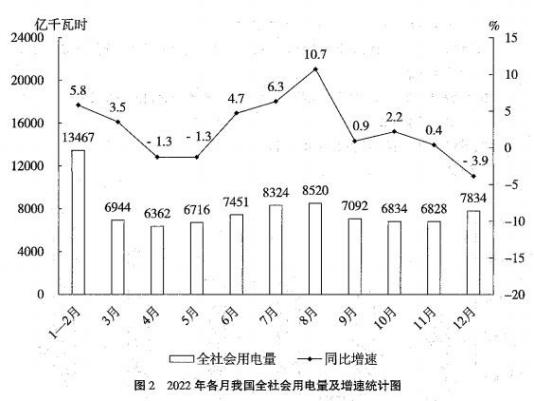 亿千瓦时 %
24000 15
20000 10
16000 5
12000 0
8000 -5
4000 -10
0 -15
-20
5.8 3.5 -1.3 -1.3 4.7 6.3 10.7 0.9 2.2 0.4 -3.9
13467 6944 6362 6716 7451 8324 8520 7092 6834 6828 7834
1—2月 3月 4月 5月 6月 7月 8月 9月 10月 11月 12月
全社会用电量 同比增速
图2 2022年各月我国全社会用电量及增速统计图